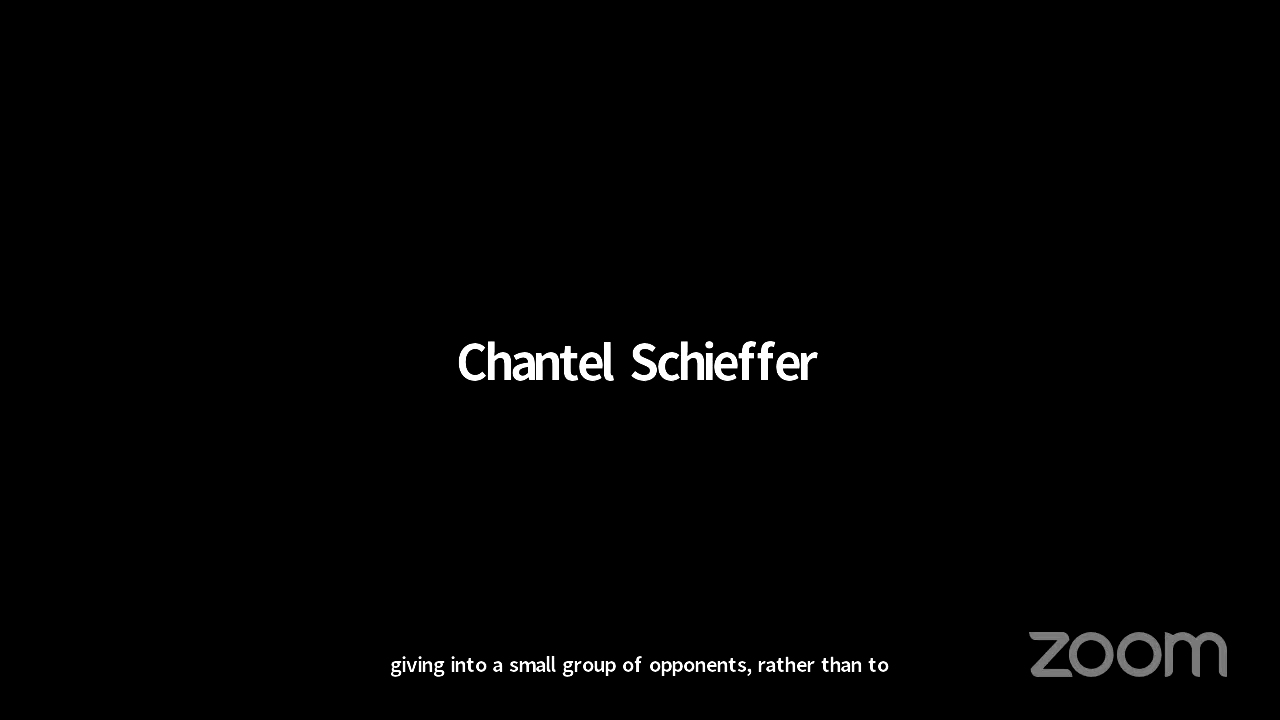 Chantel Schieffer
giving into a small group of opponents, rather than to
zoom